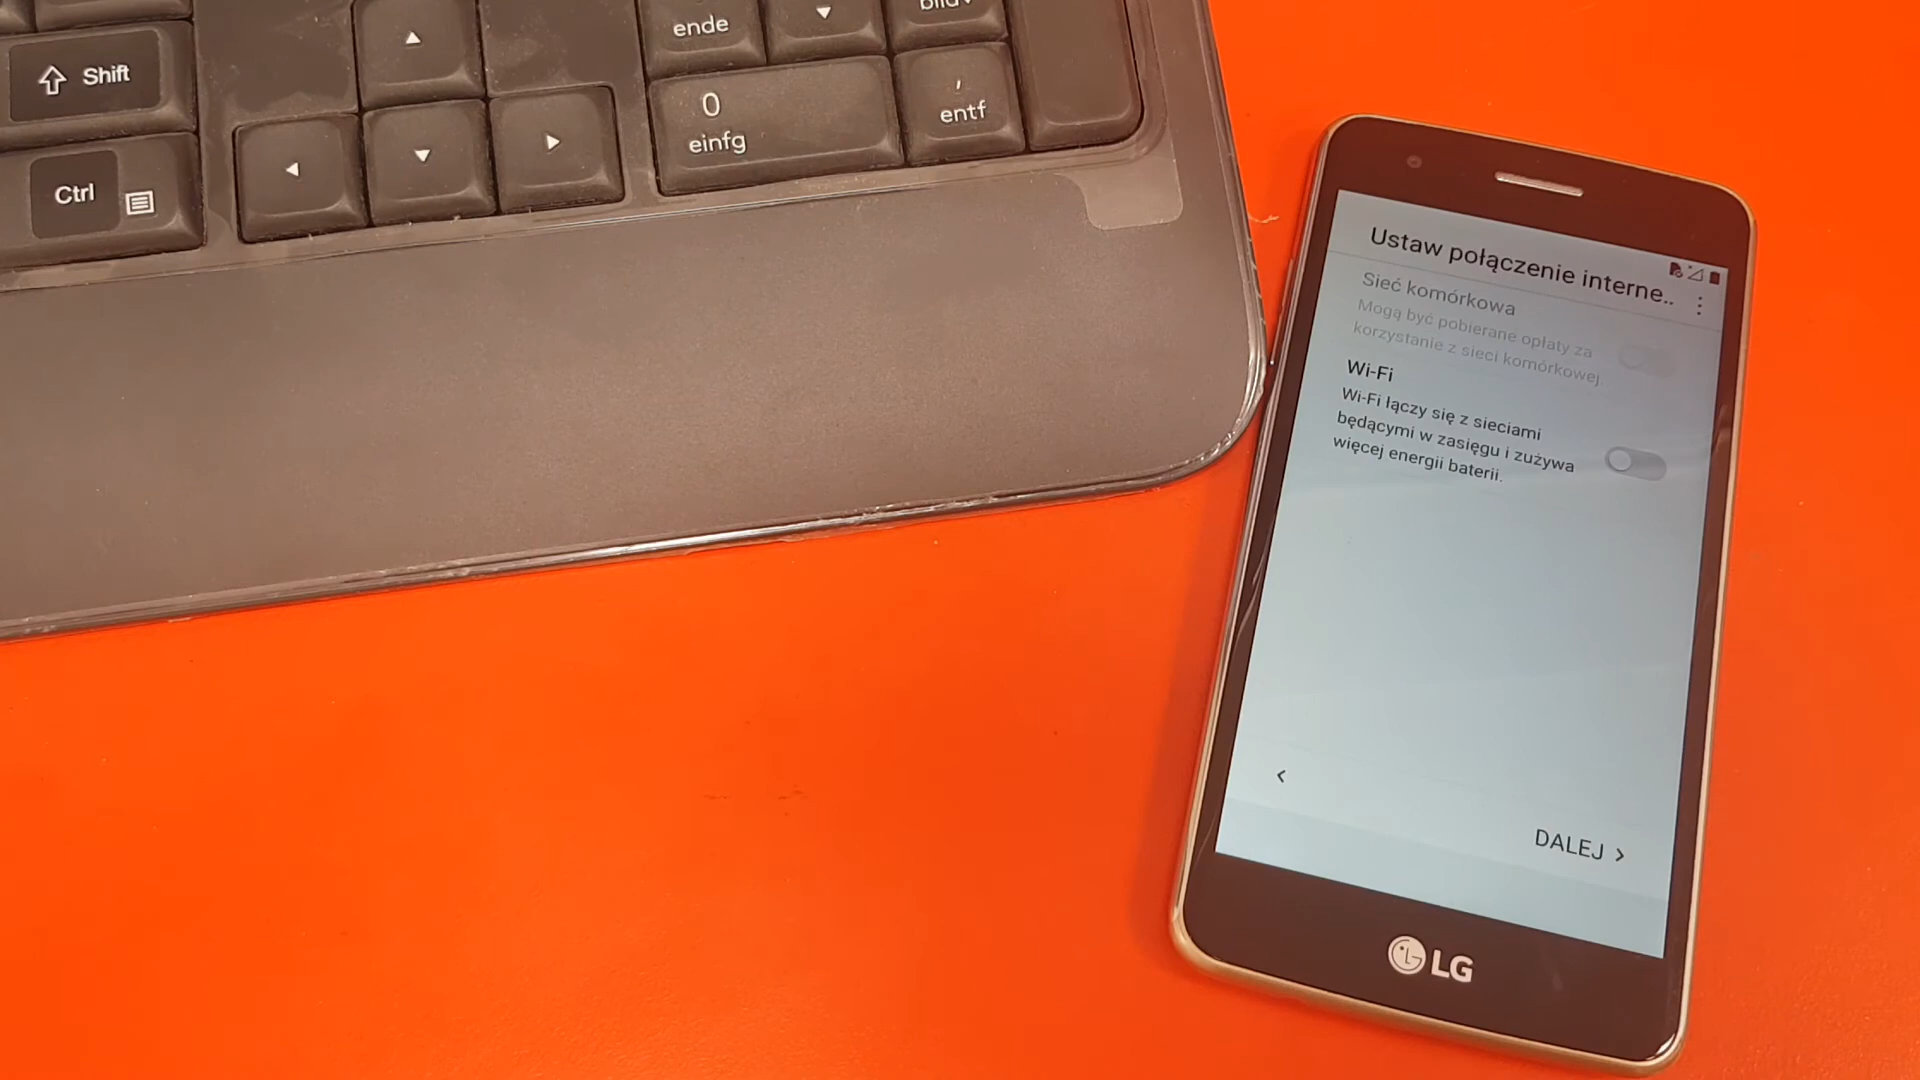 ende
bild
Shift
0
einfg
,
entf
Ctrl
Ustaw połączenie interne..
Sieć komórkowa
Mogą być pobierane opłaty za
korzystanie z sieci komórkowej.
Wi-Fi
Wi-Fi łączy się z sieciami
będącymi w zasięgu i zużywa
więcej energii baterii.
DALEJ
LG